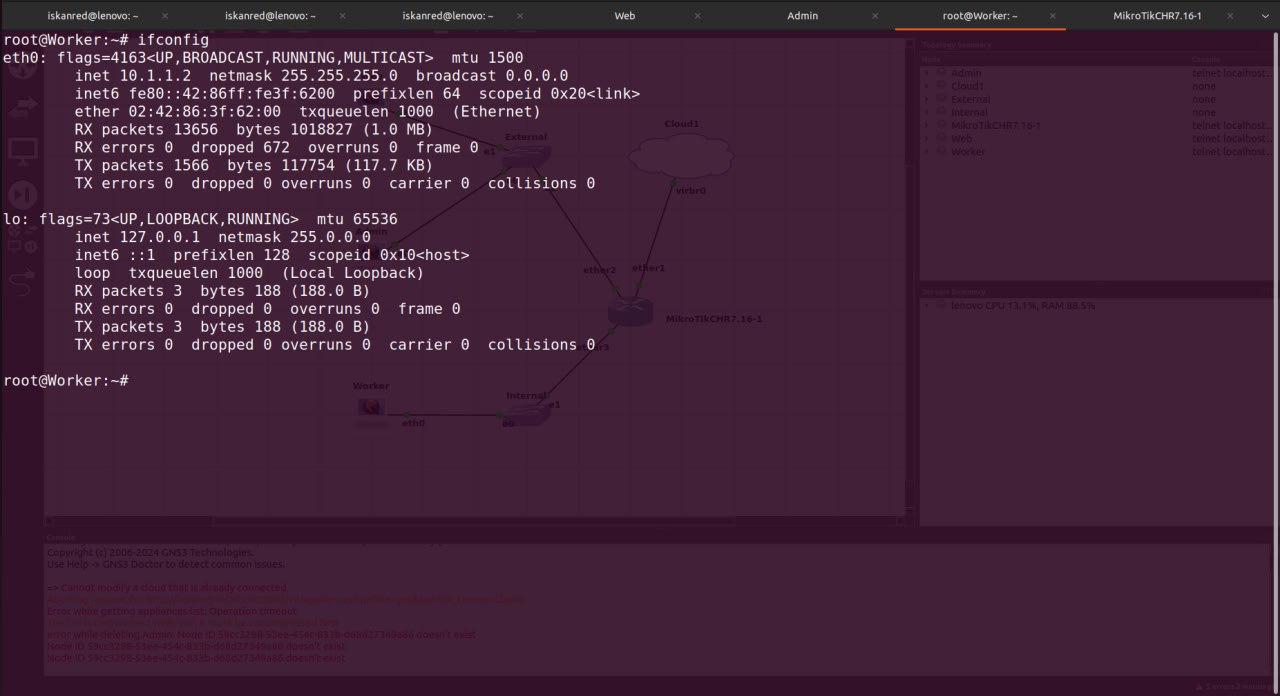 iskanred@lenovo: ~ × iskanred@lenovo: ~ × iskanred@lenovo: ~ × Web × Admin × root@Worker: ~ × MikroTikCHR7.16-1 ×
root@Worker:~# ifconfig
eth0: flags=4163<UP,BROADCAST,RUNNING,MULTICAST>  mtu 1500
        inet 10.1.1.2  netmask 255.255.255.0  broadcast 0.0.0.0
        inet6 fe80::42:86ff:fe3f:6200  prefixlen 64  scopeid 0x20<link>
        ether 02:42:86:3f:62:00  txqueuelen 1000  (Ethernet)
        RX packets 13656  bytes 1018827 (1.0 MB)
        RX errors 0  dropped 672  overruns 0  frame 0
        TX packets 1566  bytes 117754 (117.7 KB)
        TX errors 0  dropped 0 overruns 0  carrier 0  collisions 0
lo: flags=73<UP,LOOPBACK,RUNNING>  mtu 65536
        inet 127.0.0.1  netmask 255.0.0.0
        inet6 ::1  prefixlen 128  scopeid 0x10<host>
        loop  txqueuelen 1000  (Local Loopback)
        RX packets 3  bytes 188 (188.0 B)
        RX errors 0  dropped 0  overruns 0  frame 0
        TX packets 3  bytes 188 (188.0 B)
        TX errors 0  dropped 0 overruns 0  carrier 0  collisions 0
root@Worker:~#
External
e1
Cloud1
virbr0
Admin
ether2
ether1
MikroTikCHR7.16-1
Worker
eth0
Internal
e1
e0
Topology Summary
Node Console
Admin telnet localhost...
Cloud1 none
External none
Internal none
MikroTikCHR7.16-1 telnet localhost...
Web telnet localhost...
Worker telnet localhost...
Servers Summary
lenovo CPU 13.1%, RAM 88.5%
Console
Copyright (c) 2006-2024 GNS3 Technologies.
Use Help -> GNS3 Doctor to detect common issues.
=> Cannot modify a cloud that is already connected
Error while getting appliances list: Operation timeout
error while deleting Admin: Node ID 59cc3298-53ee-454c-833b-d68d27349a86 doesn't exist
Node ID 59cc3298-53ee-454c-833b-d68d27349a86 doesn't exist
Node ID 59cc3298-53ee-454c-833b-d68d27349a86 doesn't exist